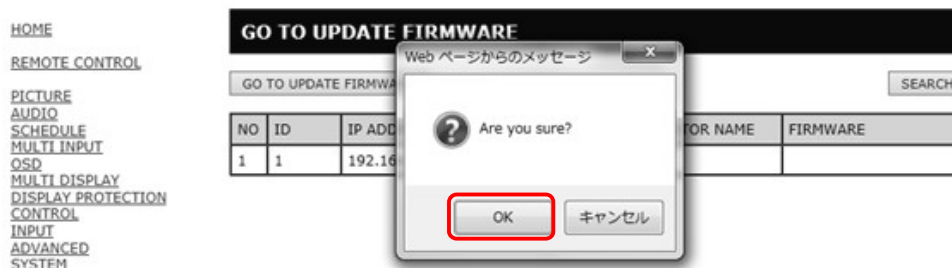 HOME
REMOTE CONTROL
PICTURE
AUDIO
SCHEDULE
MULTI INPUT
OSD
MULTI DISPLAY
DISPLAY PROTECTION
CONTROL
INPUT
ADVANCED
SYSTEM
GO TO UPDATE FIRMWARE
GO TO UPDATE FIRMWA
SEARCH
NO ID IP ADD TOR NAME FIRMWARE
1 1 192.16
Web ページからのメッセージ
Are you sure?
OK キャンセル